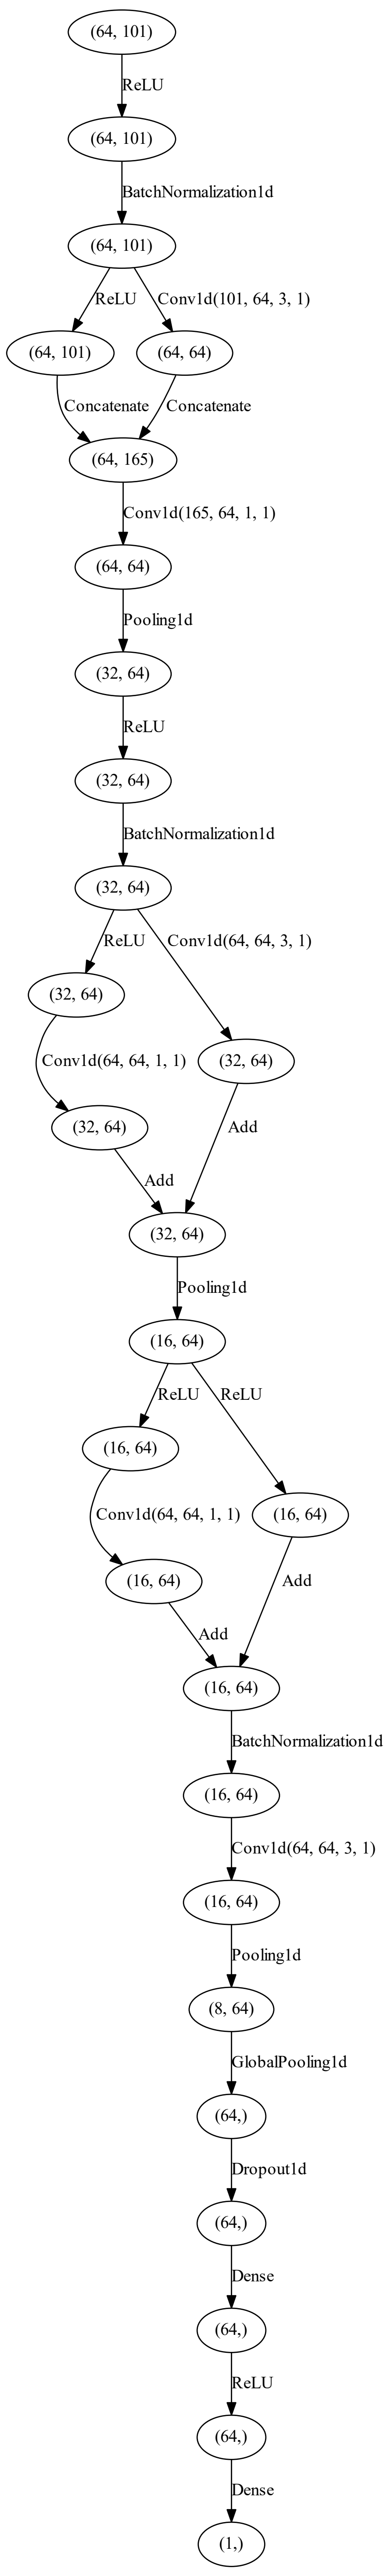 (64, 101)
ReLU
(64, 101)
BatchNormalization1d
(64, 101)
ReLU Conv1d(101, 64, 3, 1)
(64, 101) (64, 64)
Concatenate Concatenate
(64, 165)
Conv1d(165, 64, 1, 1)
(64, 64)
Pooling1d
(32, 64)
ReLU
(32, 64)
BatchNormalization1d
(32, 64)
ReLU Conv1d(64, 64, 3, 1)
(32, 64)
Conv1d(64, 64, 1, 1) (32, 64)
(32, 64) Add
Add
(32, 64)
Pooling1d
(16, 64)
ReLU ReLU
(16, 64)
Conv1d(64, 64, 1, 1) (16, 64)
(16, 64) Add
Add
(16, 64)
BatchNormalization1d
(16, 64)
Conv1d(64, 64, 3, 1)
(16, 64)
Pooling1d
(8, 64)
GlobalPooling1d
(64,)
Dropout1d
(64,)
Dense
(64,)
ReLU
(64,)
Dense
(1,)